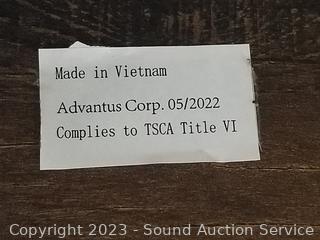 Made in Vietnam
Advantus Corp. 05/2022
Complies to TSCA Title VI
Copyright 2023 - Sound Auction Service